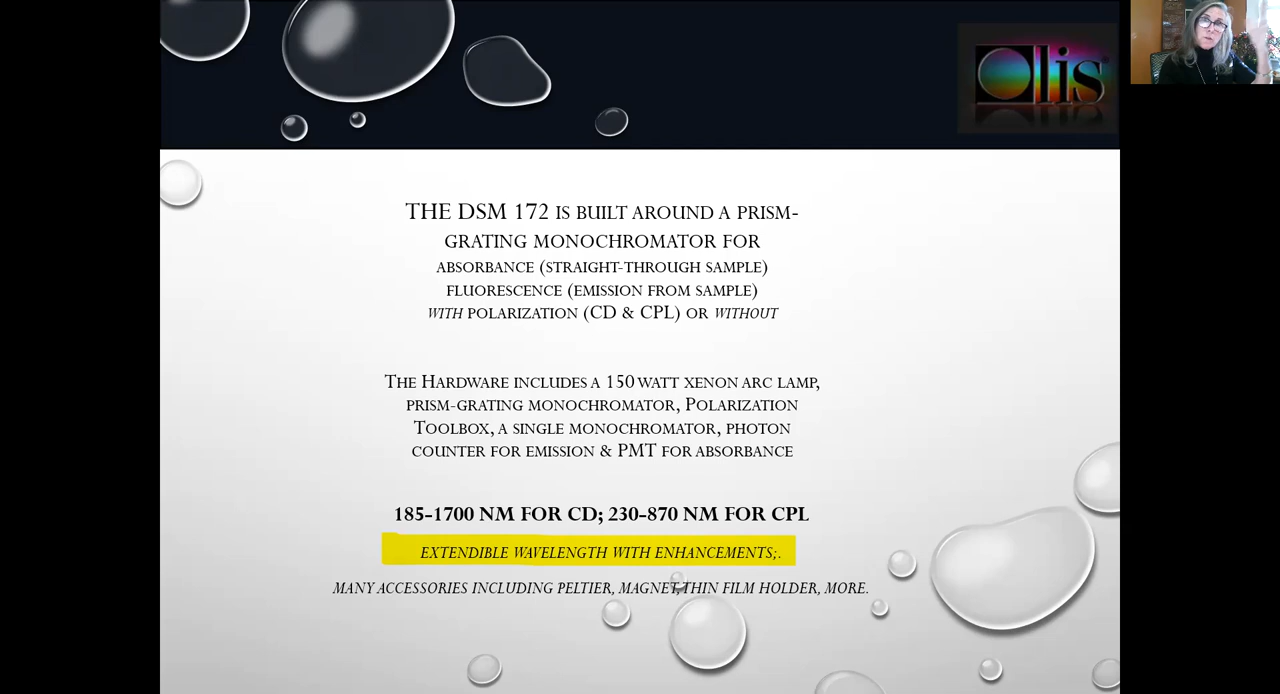 Olis
THE DSM 172 IS BUILT AROUND A PRISM-
GRATING MONOCHROMATOR FOR
ABSORBANCE (STRAIGHT-THROUGH SAMPLE)
FLUORESCENCE (EMISSION FROM SAMPLE)
WITH POLARIZATION (CD & CPL) OR WITHOUT
THE HARDWARE INCLUDES A 150 WATT XENON ARC LAMP,
PRISM-GRATING MONOCHROMATOR, POLARIZATION
TOOLBOX, A SINGLE MONOCHROMATOR, PHOTON
COUNTER FOR EMISSION & PMT FOR ABSORBANCE
185-1700 NM FOR CD; 230-870 NM FOR CPL
EXTENDIBLE WAVELENGTH WITH ENHANCEMENTS;.
MANY ACCESSORIES INCLUDING PELTIER, MAGNET,THIN FILM HOLDER, MORE.